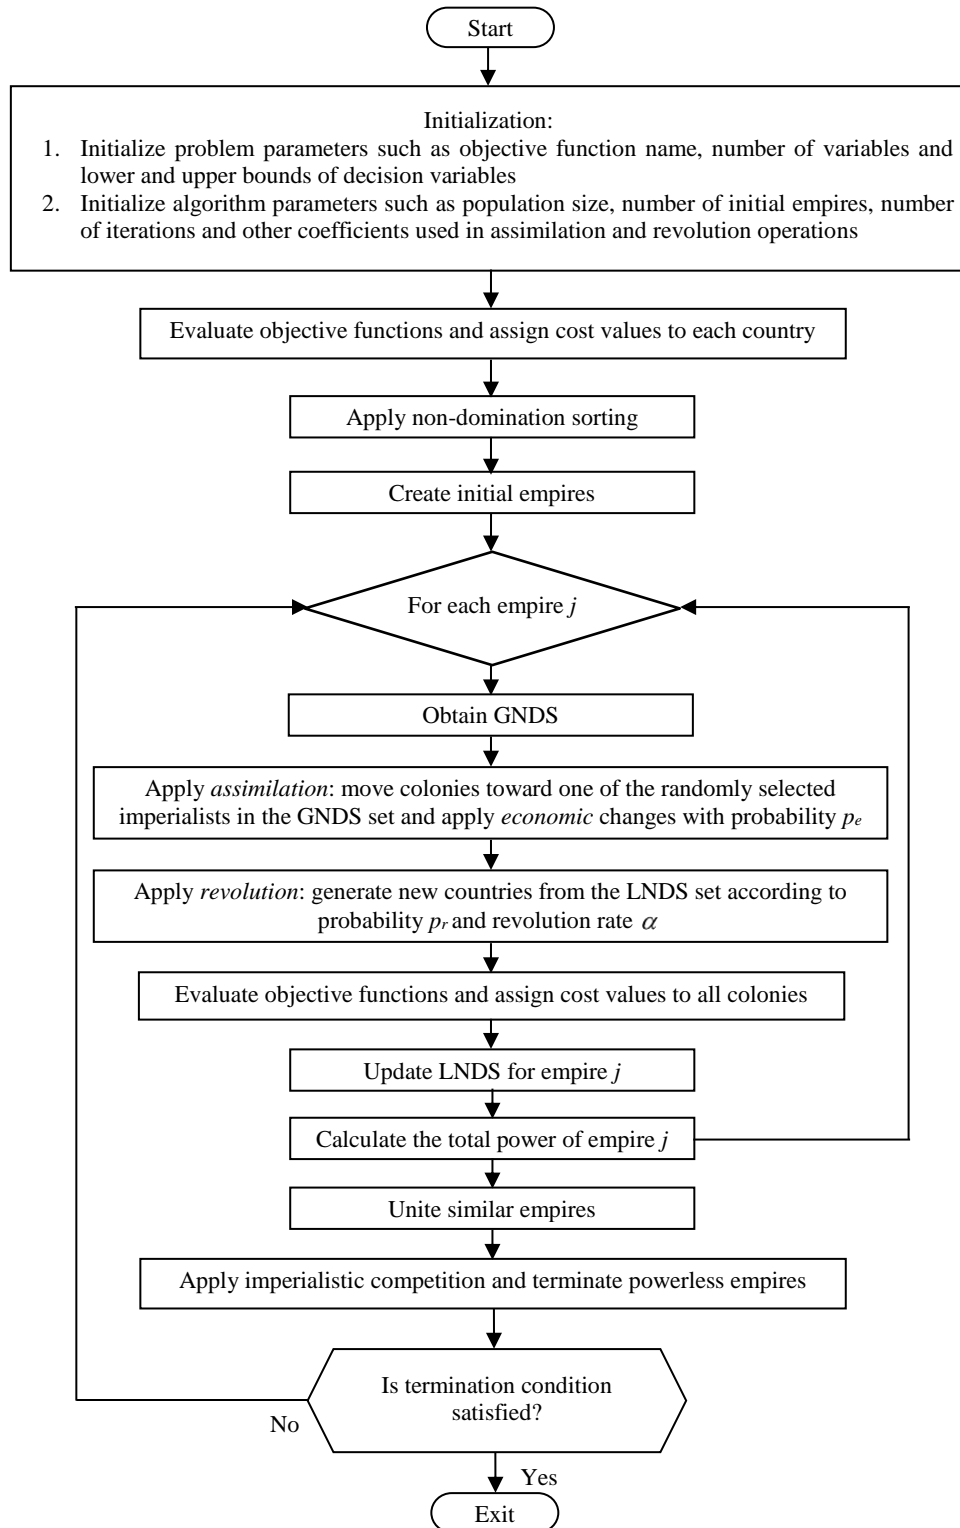 Start
Initialization:
1. Initialize problem parameters such as objective function name, number of variables and
lower and upper bounds of decision variables
2. Initialize algorithm parameters such as population size, number of initial empires, number
of iterations and other coefficients used in assimilation and revolution operations
Evaluate objective functions and assign cost values to each country
Apply non-domination sorting
Create initial empires
For each empire j
Obtain GNDS
Apply assimilation: move colonies toward one of the randomly selected
imperialists in the GNDS set and apply economic changes with probability pe
Apply revolution: generate new countries from the LNDS set according to
probability pr and revolution rate α
Evaluate objective functions and assign cost values to all colonies
Update LNDS for empire j
Calculate the total power of empire j
Unite similar empires
Apply imperialistic competition and terminate powerless empires
Is termination condition
satisfied?
No
Yes
Exit